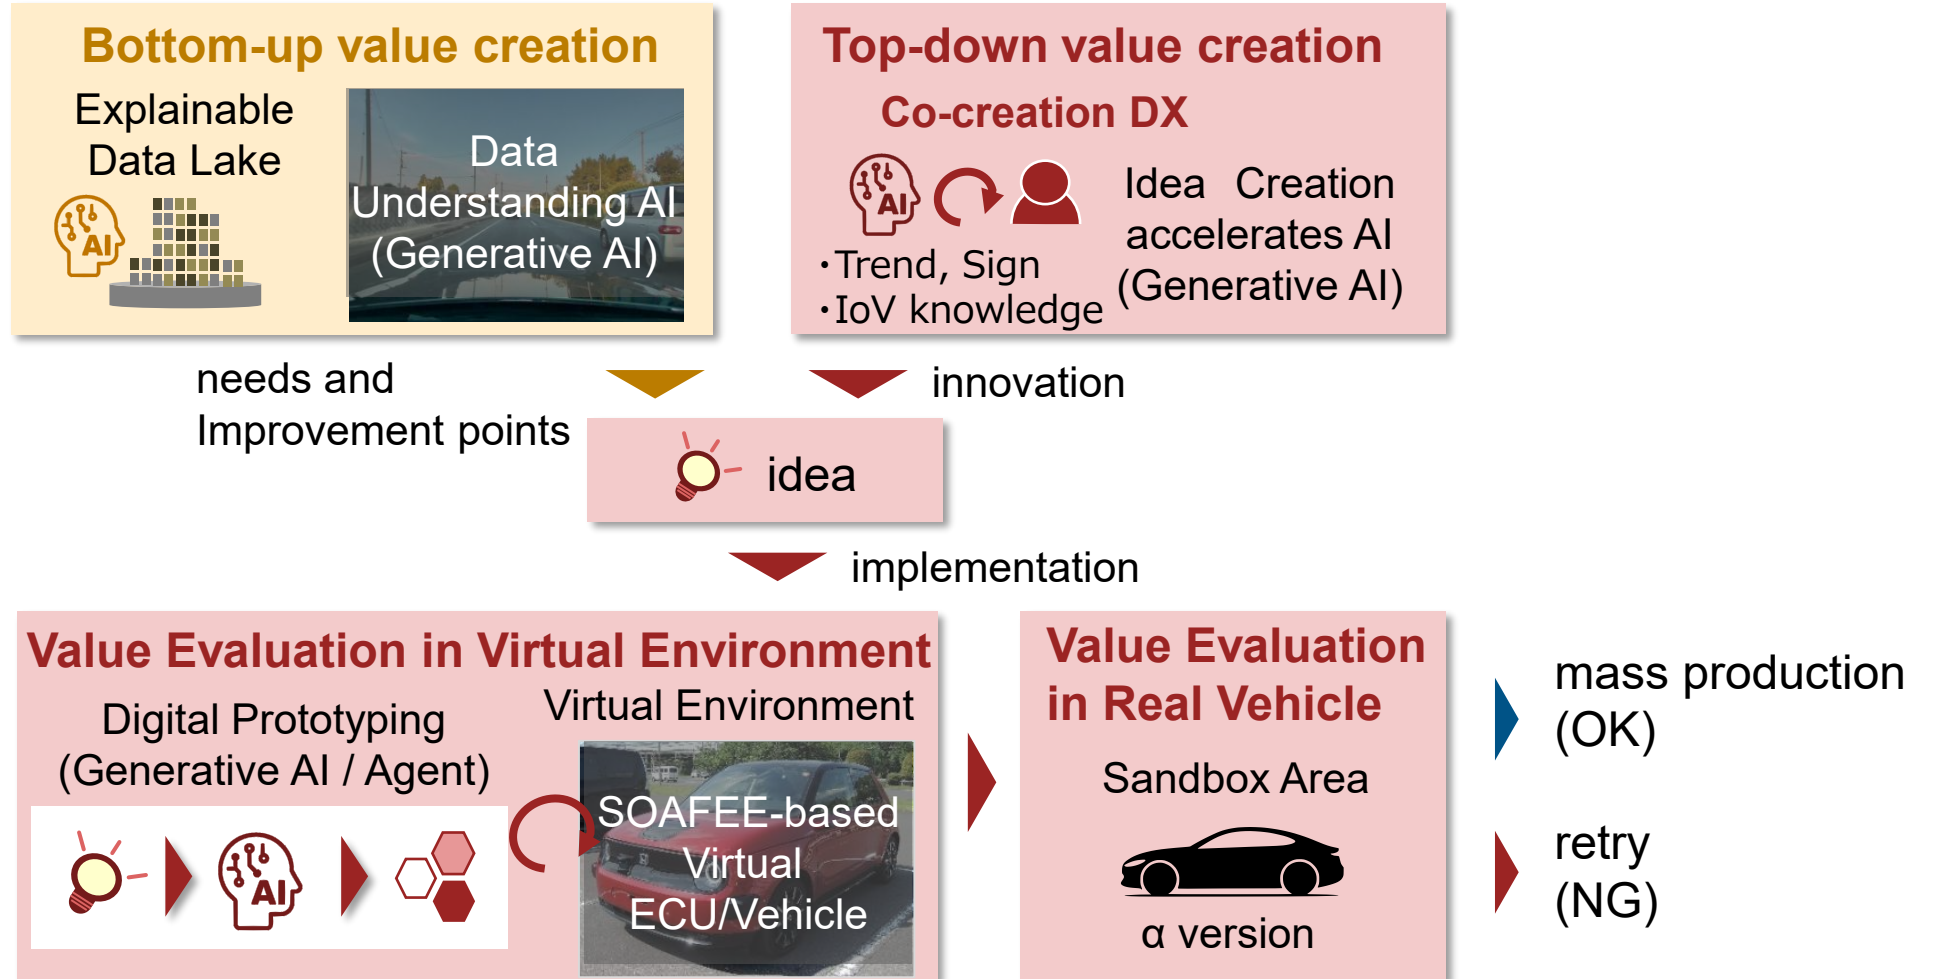 Bottom-up value creation
Explainable
Data Lake
AI
Data
Understanding AI
(Generative AI)
Top-down value creation
Co-creation DX
AI
・Trend, Sign
・IoV knowledge
Idea Creation
accelerates AI
(Generative AI)
needs and
Improvement points
innovation
idea
implementation
Value Evaluation in Virtual Environment
Digital Prototyping
(Generative AI / Agent)
AI
Virtual Environment
SOAFEE-based
Virtual
ECU/Vehicle
Value Evaluation
in Real Vehicle
Sandbox Area
α version
mass production
(OK)
retry
(NG)